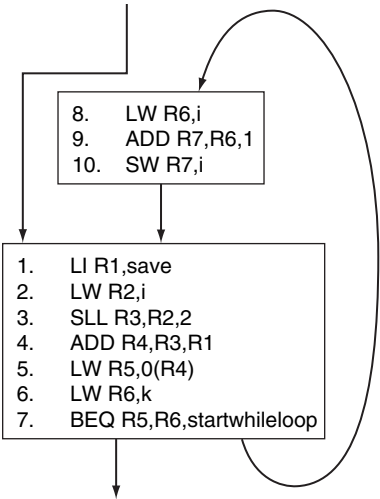 8. LW R6,i
9. ADD R7,R6,1
10. SW R7,i
1. LI R1,save
2. LW R2,i
3. SLL R3,R2,2
4. ADD R4,R3,R1
5. LW R5,0(R4)
6. LW R6,k
7. BEQ R5,R6,startwhileloop